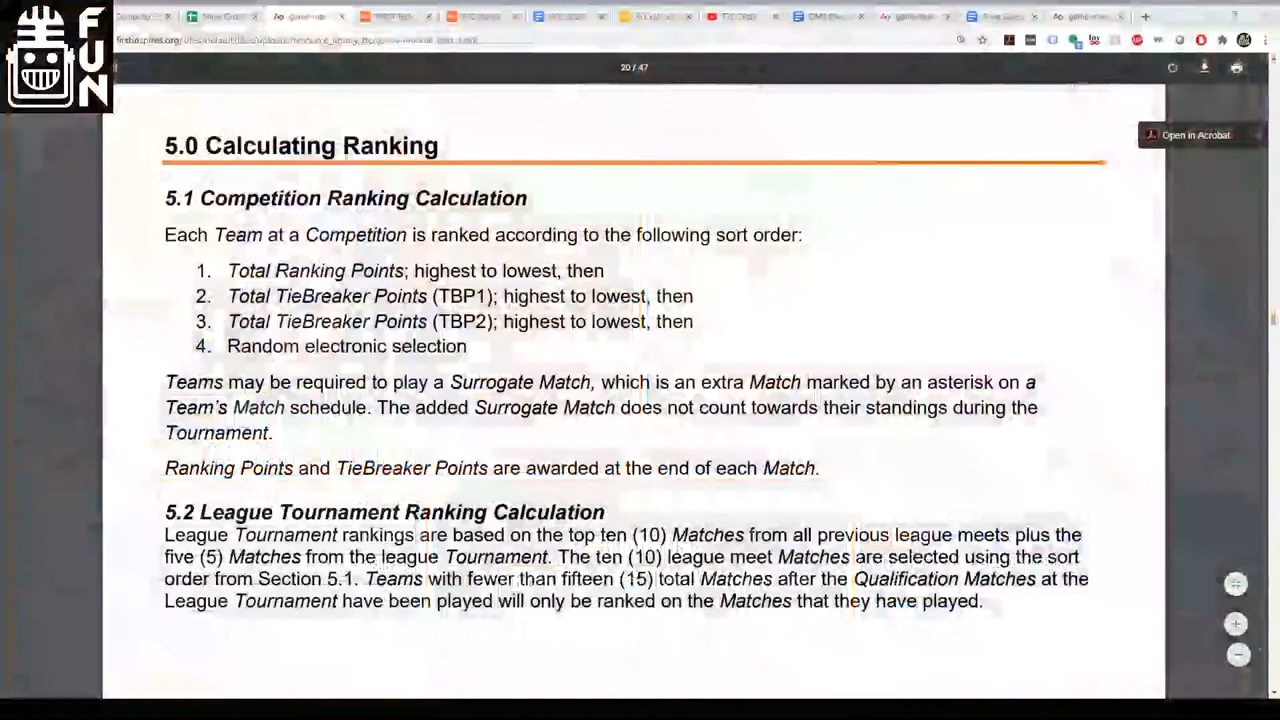 FUN
20 / 47
Open in Acrobat
5.0 Calculating Ranking
5.1 Competition Ranking Calculation
Each Team at a Competition is ranked according to the following sort order:
1. Total Ranking Points; highest to lowest, then
2. Total TieBreaker Points (TBP1); highest to lowest, then
3. Total TieBreaker Points (TBP2); highest to lowest, then
4. Random electronic selection
Teams may be required to play a Surrogate Match, which is an extra Match marked by an asterisk on a
Team's Match schedule. The added Surrogate Match does not count towards their standings during the
Tournament.
Ranking Points and TieBreaker Points are awarded at the end of each Match.
5.2 League Tournament Ranking Calculation
League Tournament rankings are based on the top ten (10) Matches from all previous league meets plus the
five (5) Matches from the league Tournament. The ten (10) league meet Matches are selected using the sort
order from Section 5.1. Teams with fewer than fifteen (15) total Matches after the Qualification Matches at the
League Tournament have been played will only be ranked on the Matches that they have played.